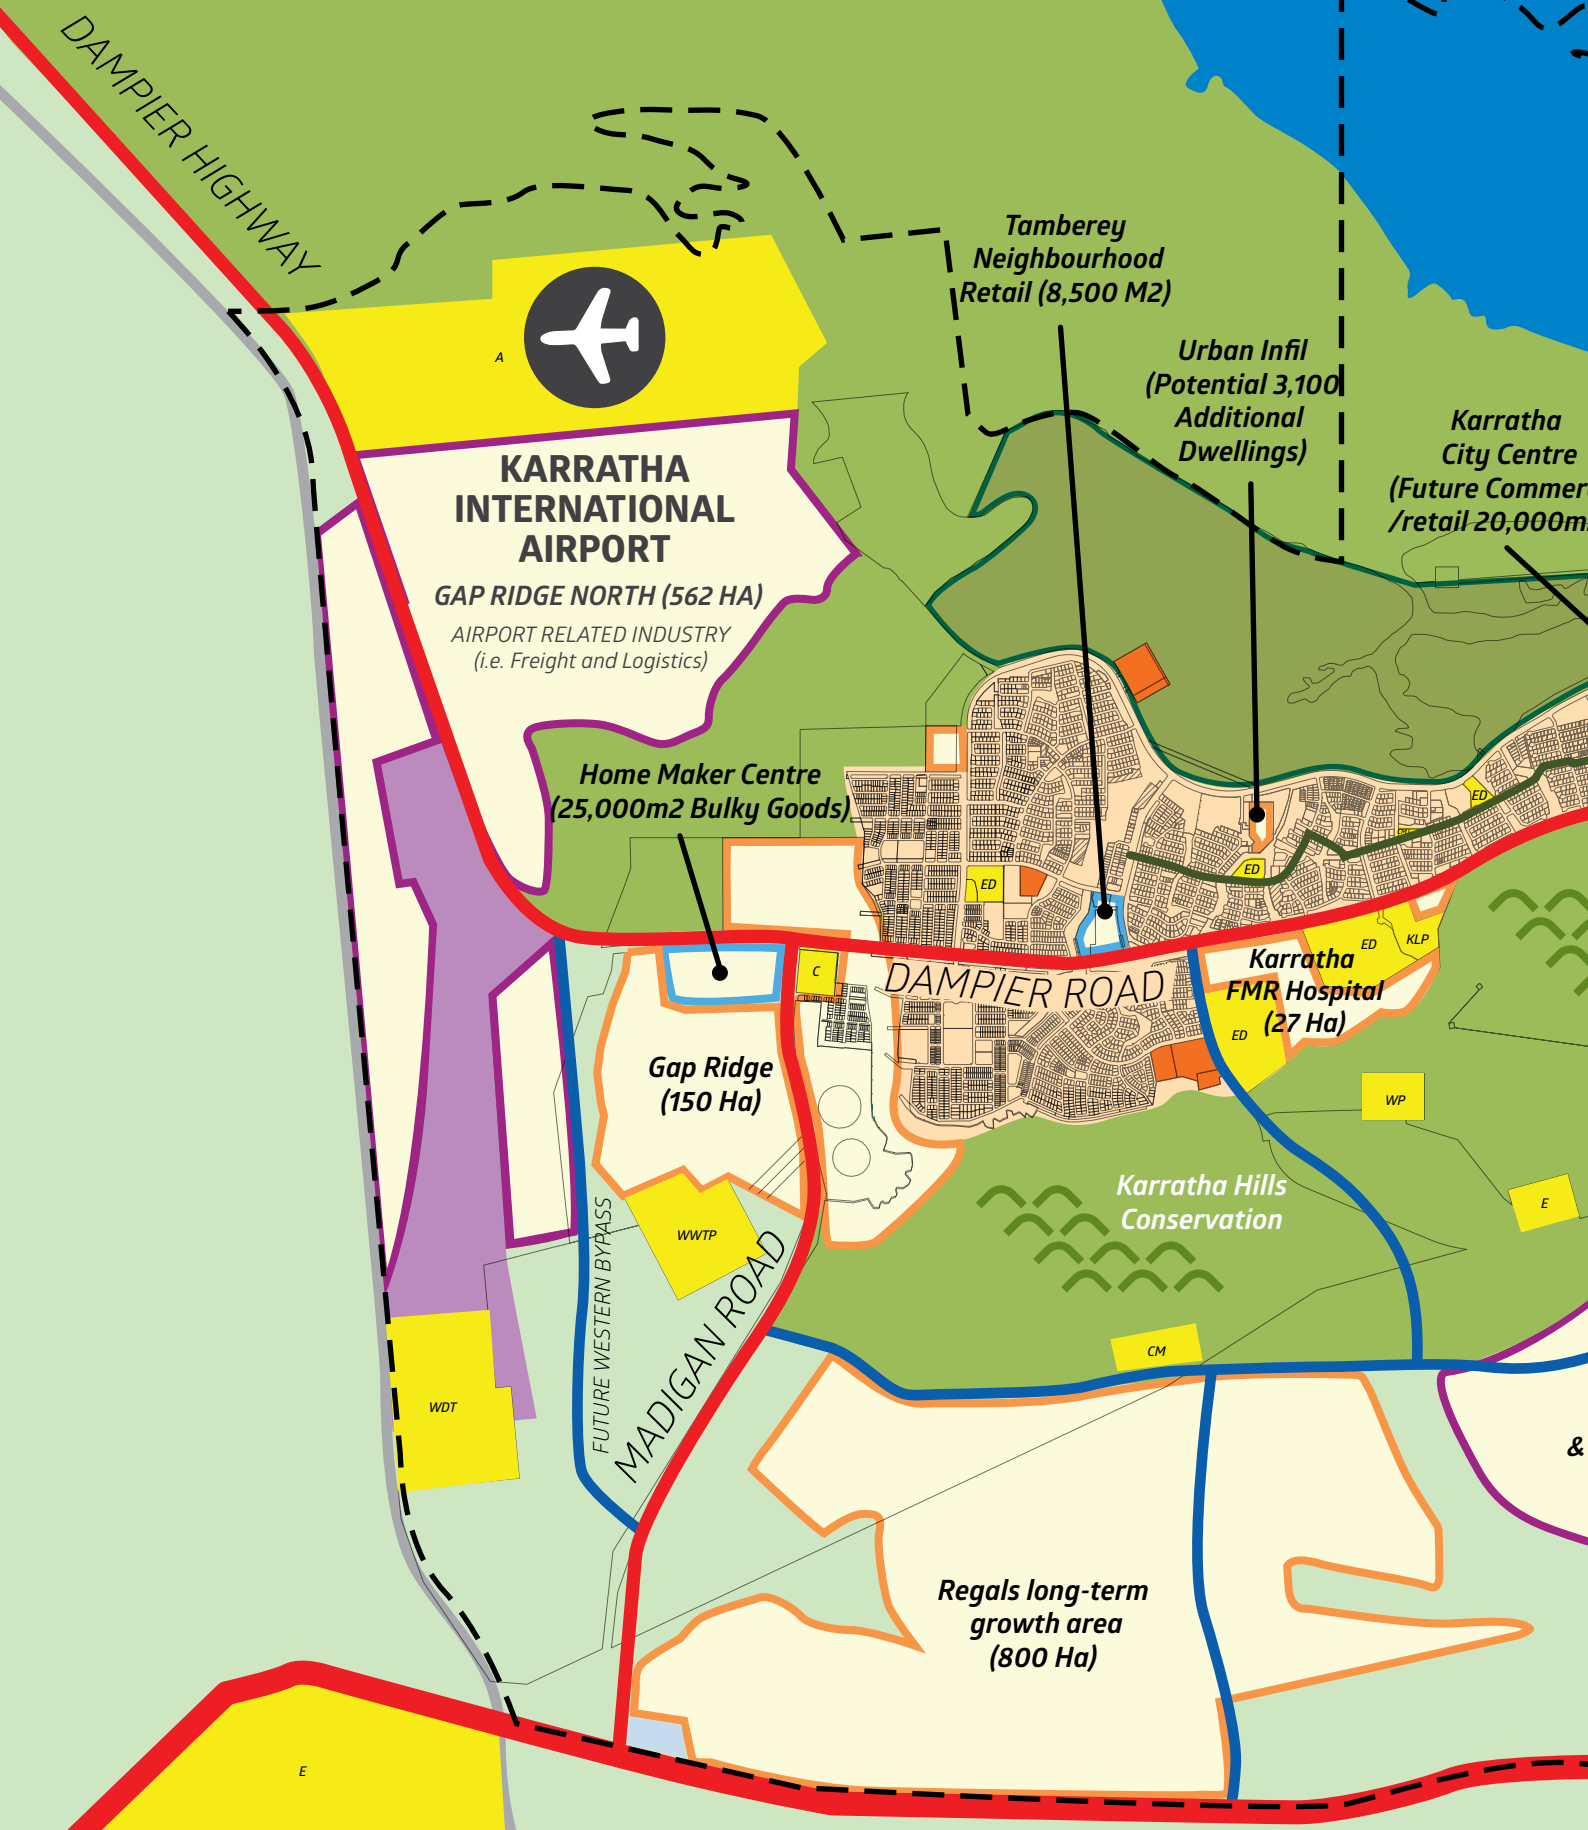 DAMPIER HIGHWAY
Tamberey
Neighbourhood
Retail (8,500 M2)
Urban Infil
(Potential 3,100
Additional
Dwellings)
Karratha
City Centre
(Future Commer
/retail 20,000m
A
KARRATHA
INTERNATIONAL
AIRPORT
GAP RIDGE NORTH (562 HA)
AIRPORT RELATED INDUSTRY
(i.e. Freight and Logistics)
Home Maker Centre
(25,000m2 Bulky Goods)
ED
ED
ED
C
DAMPIER ROAD
ED
KLP
Karratha
FMR Hospital
(27 Ha)
ED
Gap Ridge
(150 Ha)
WP
Karratha Hills
Conservation
E
WWTP
FUTURE WESTERN BYPASS
MADIGAN ROAD
CM
WDT
&
Regals long-term
growth area
(800 Ha)
E